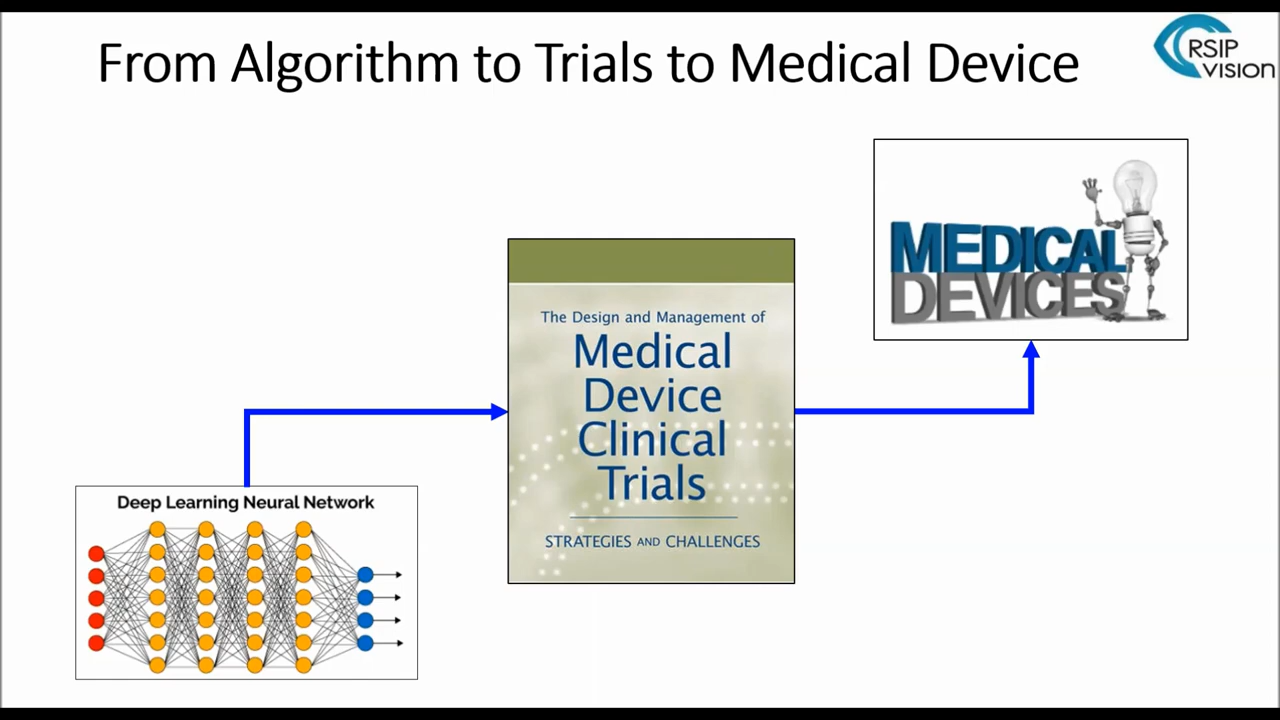 From Algorithm to Trials to Medical Device
RSIP
vision
MEDICAL
DEVICES
The Design and Management of
Medical
Device
Clinical
Trials
STRATEGIES AND CHALLENGES
Deep Learning Neural Network